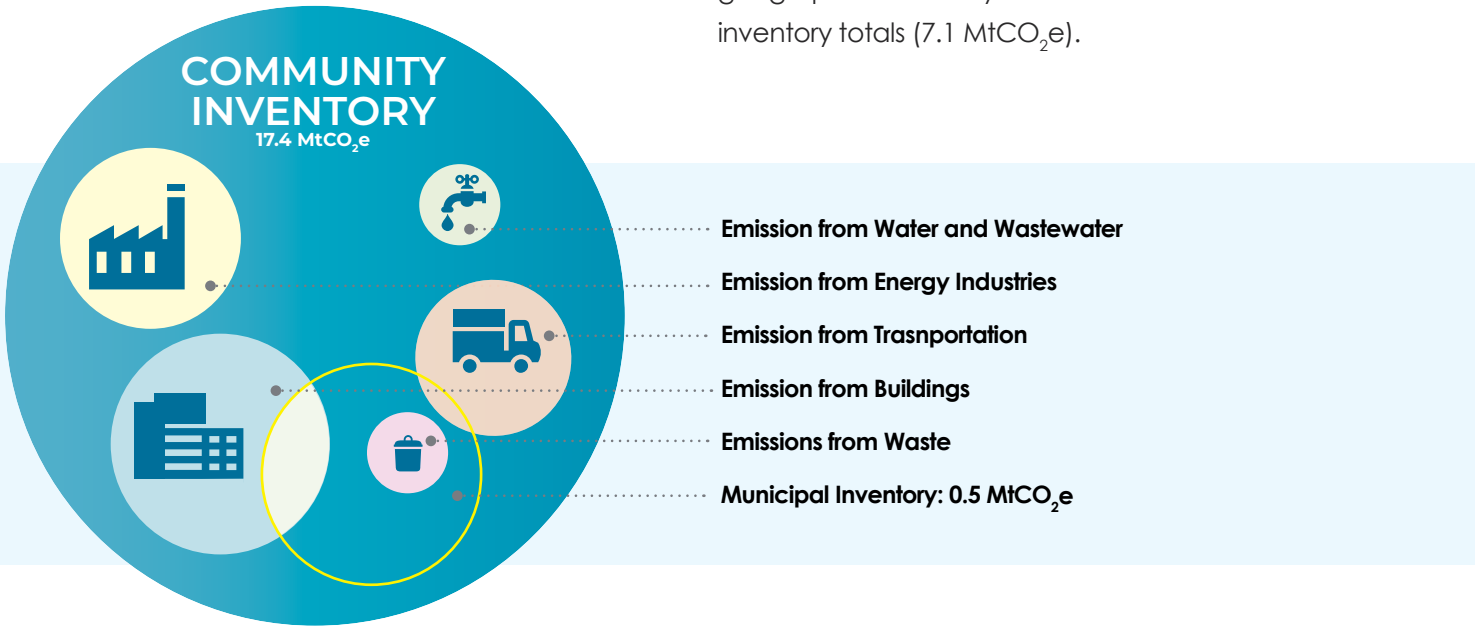 inventory totals (7.1 MtCO₂e).
COMMUNITY
INVENTORY
17.4 MtCO₂e
Emission from Water and Wastewater
Emission from Energy Industries
Emission from Trasnportation
Emission from Buildings
Emissions from Waste
Municipal Inventory: 0.5 MtCO₂e